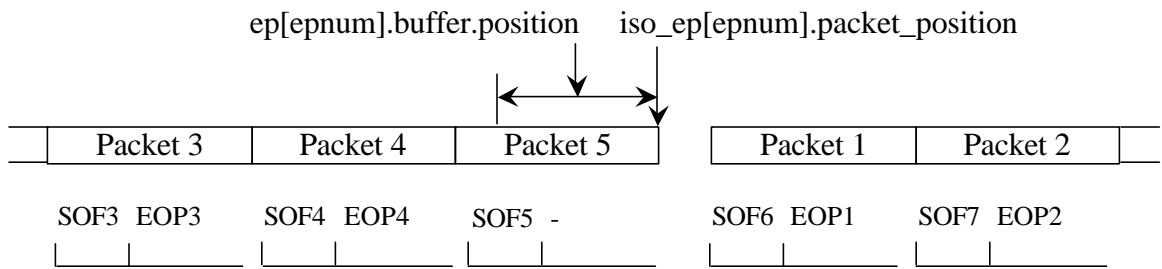 ep[epnum].buffer.position iso_ep[epnum].packet_position
Packet 3 Packet 4 Packet 5 Packet 1 Packet 2
SOF3 EOP3 SOF4 EOP4 SOF5 - SOF6 EOP1 SOF7 EOP2